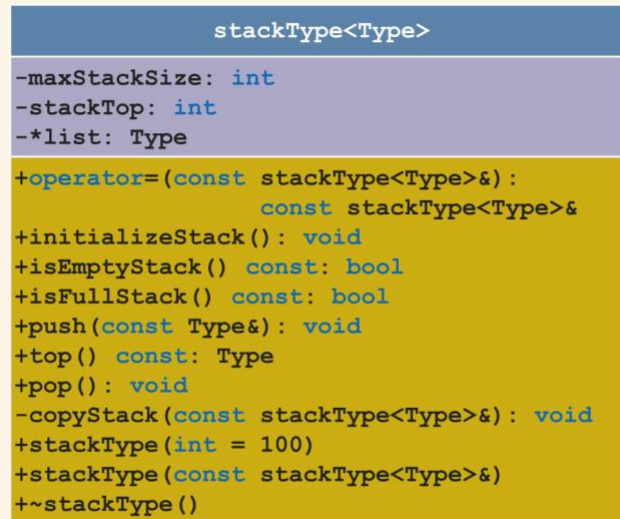 stackType<Type>
-maxStackSize: int
-stackTop: int
-*list: Type
+operator=(const stackType<Type>&):
const stackType<Type>&
+initializeStack(): void
+isEmptyStack() const: bool
+isFullStack() const: bool
+push(const Type&): void
+top() const: Type
+pop(): void
-copyStack(const stackType<Type>&): void
+stackType(int = 100)
+stackType(const stackType<Type>&)
+~stackType()